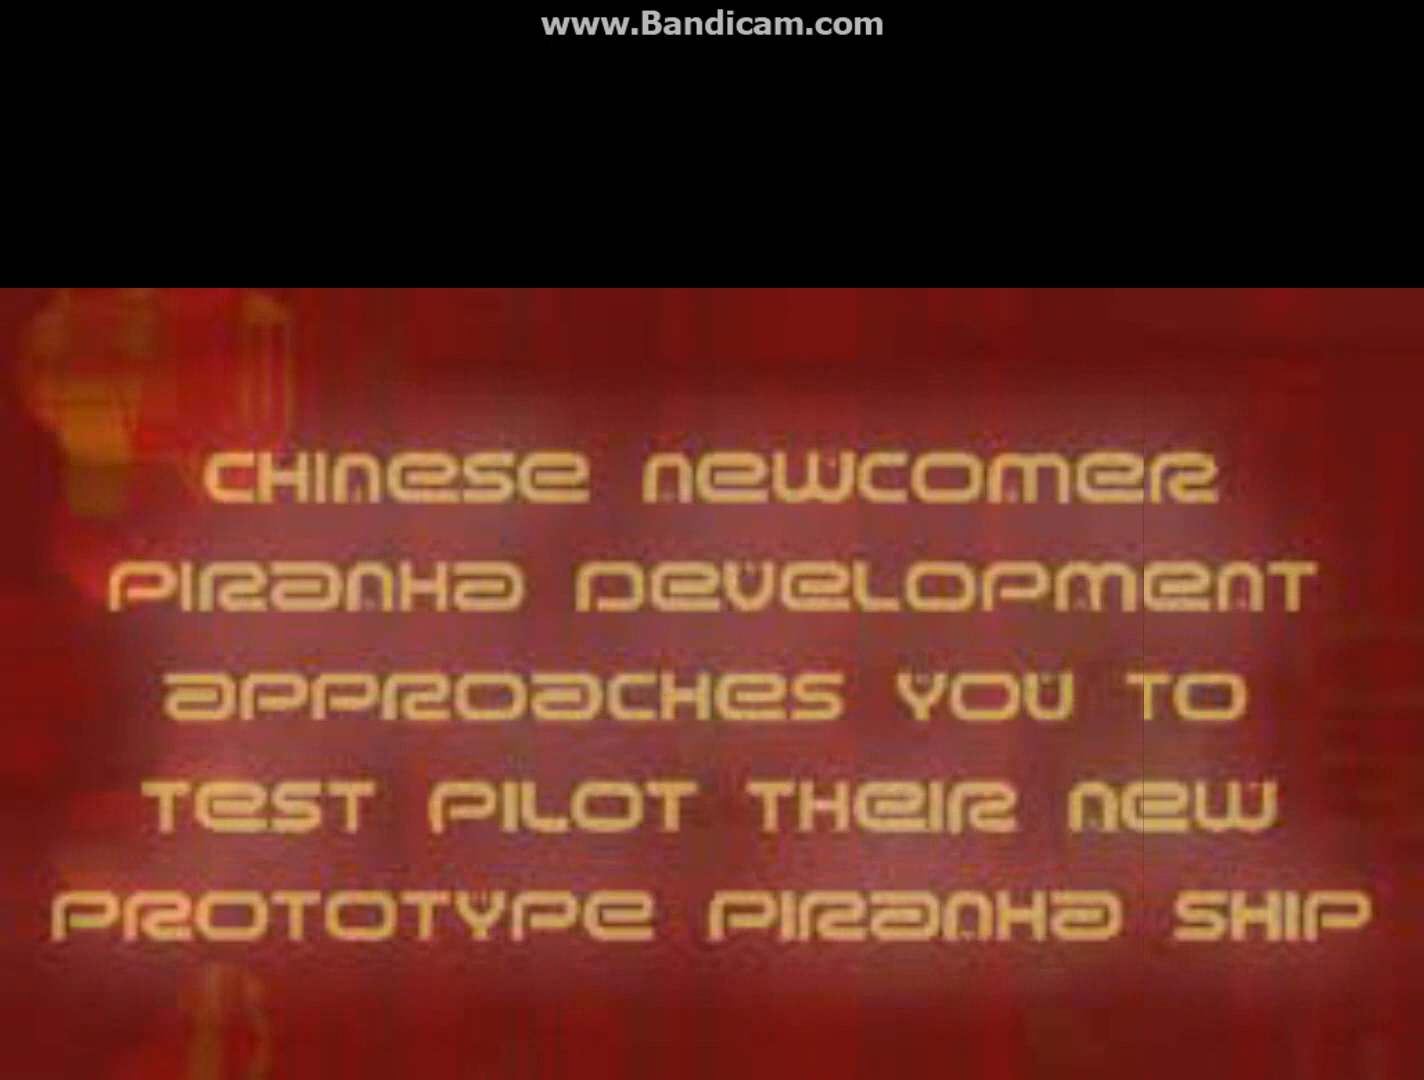 www.Bandicam.com
CHINESE NEWCOMER
PIRANHA DEVELOPMENT
APPROACHES YOU TO
TEST PILOT THEIR NEW
PROTOTYPE PIRANHA SHIP